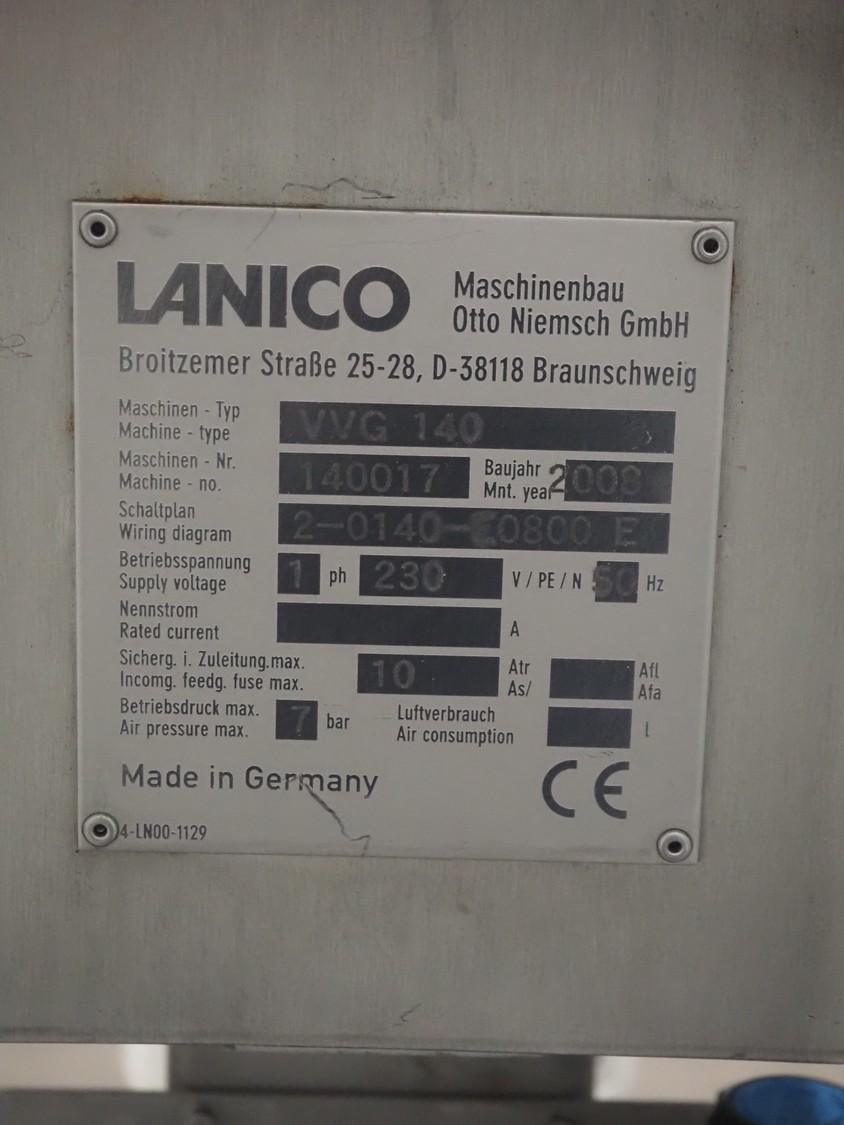 LANICO
Maschinenbau
Otto Niemsch GmbH
Broitzemer Straße 25-28, D-38118 Braunschweig
Maschinen - Typ
Machine - type
VVG 140
Maschinen - Nr.
Machine - no.
140017
Baujahr
Mnt. year
2008
Schaltplan
Wiring diagram
2-0140-E0800 E
Betriebsspannung
Supply voltage
1 ph 230 V / PE / N 50 Hz
Nennstrom
Rated current
A
Sicherg. i. Zuleitung.max.
Incomg. feedg. fuse max.
10
Atr
As/
Afl
Afa
Betriebsdruck max.
Air pressure max.
7 bar
Luftverbrauch
Air consumption
l
Made in Germany
CE
4-LN00-1129